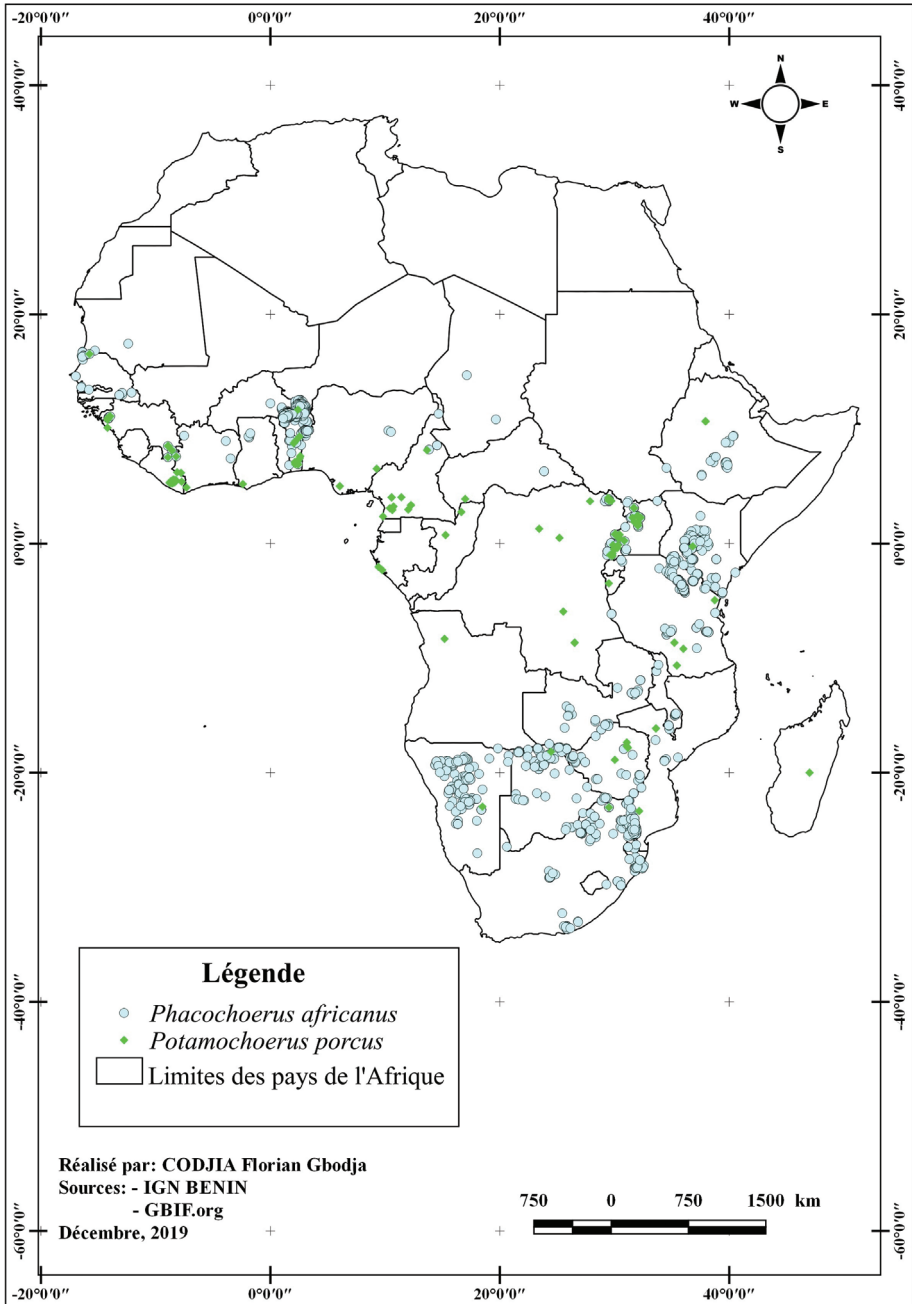 -20°0'0" 0°0'0" 20°0'0" 40°0'0"
40°0'0" 40°0'0"
N
W E
S
20°0'0" 20°0'0"
0°0'0" 0°0'0"
-20°0'0" -20°0'0"
Légende
Phacochoerus africanus
Potamochoerus porcus
Limites des pays de l'Afrique
-40°0'0" -40°0'0"
Réalisé par: CODJIA Florian Gbodja
Sources: - IGN BENIN
- GBIF.org
Décembre, 2019
750 0 750 1500 km
-60°0'0" -60°0'0"
-20°0'0" 0°0'0" 20°0'0" 40°0'0"